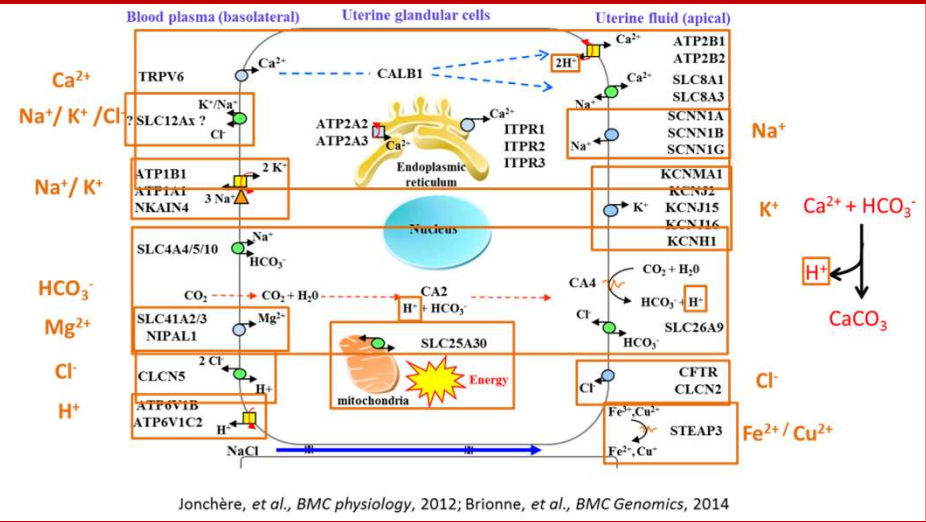 Blood plasma (basolateral)
Uterine glandular cells
Uterine fluid (apical)
Ca²⁺
TRPV6
Ca²⁺
CALB1
2H⁺
Ca²⁺
ATP2B1
ATP2B2
Ca²⁺
SLC8A1
Na⁺
SLC8A3
Na⁺/ K⁺ /Cl⁻
? SLC12Ax ?
K⁺/Na⁺
Cl⁻
ATP2A2
ATP2A3
Ca²⁺
Ca²⁺
ITPR1
ITPR2
ITPR3
Endoplasmic
reticulum
SCNN1A
Na⁺
SCNN1B
SCNN1G
Na⁺
Na⁺/ K⁺
ATP1B1
ATP1A1
NKAIN4
2 K⁺
3 Na⁺
Nucleus
KCNMA1
KCNJ2
K⁺
KCNJ15
KCNJ16
KCNH1
K⁺
Ca²⁺ + HCO₃⁻
H⁺
CaCO₃
SLC4A4/5/10
Na⁺
HCO₃⁻
HCO₃⁻
CO₂
CO₂ + H₂0
CA2
H⁺ + HCO₃⁻
CA4
CO₂ + H₂0
HCO₃⁻ + H⁺
Cl⁻
SLC26A9
HCO₃⁻
Mg²⁺
SLC41A2/3
NIPAL1
Mg²⁺
SLC25A30
mitochondria
Energy
Cl⁻
CLCN5
2 Cl⁻
H+
Cl⁻
CFTR
CLCN2
Cl⁻
H⁺
ATP6V1B
ATP6V1C2
H⁺
NaCl
Fe³⁺,Cu²⁺
STEAP3
Fe²⁺,Cu⁺
Fe²⁺/ Cu²⁺
Jonchère, et al., BMC physiology, 2012; Brionne, et al., BMC Genomics, 2014